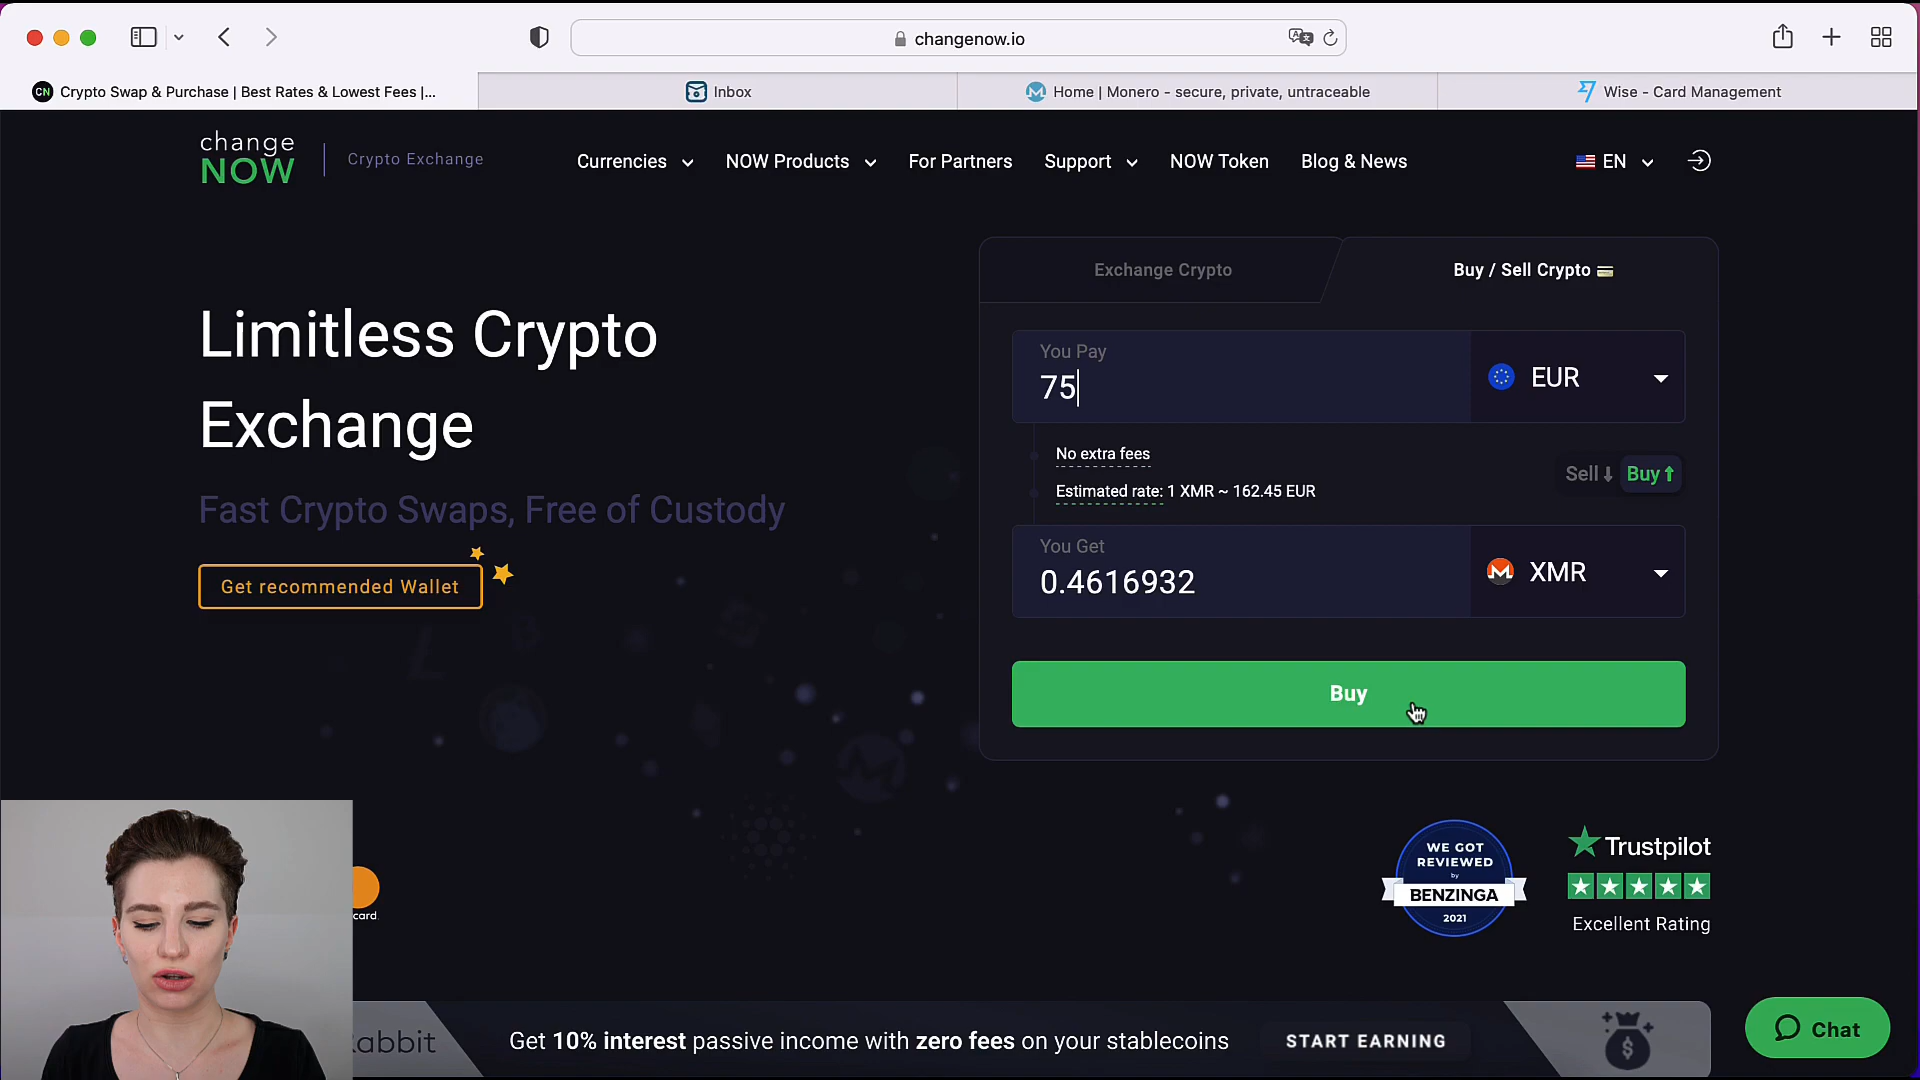 changenow.io
CN Crypto Swap & Purchase | Best Rates & Lowest Fees |...
Inbox
Home | Monero - secure, private, untraceable
Wise - Card Management
change
NOW
Crypto Exchange
Currencies
NOW Products
For Partners
Support
NOW Token
Blog & News
EN
Exchange Crypto
Buy / Sell Crypto
Limitless Crypto
Exchange
Fast Crypto Swaps, Free of Custody
Get recommended Wallet
You Pay
75
EUR
No extra fees
Estimated rate: 1 XMR ~ 162.45 EUR
Sell
Buy
You Get
0.4616932
XMR
Buy
card.
WE GOT
REVIEWED
by
BENZINGA
2021
Trustpilot
Excellent Rating
Get 10% interest passive income with zero fees on your stablecoins
START EARNING
Chat